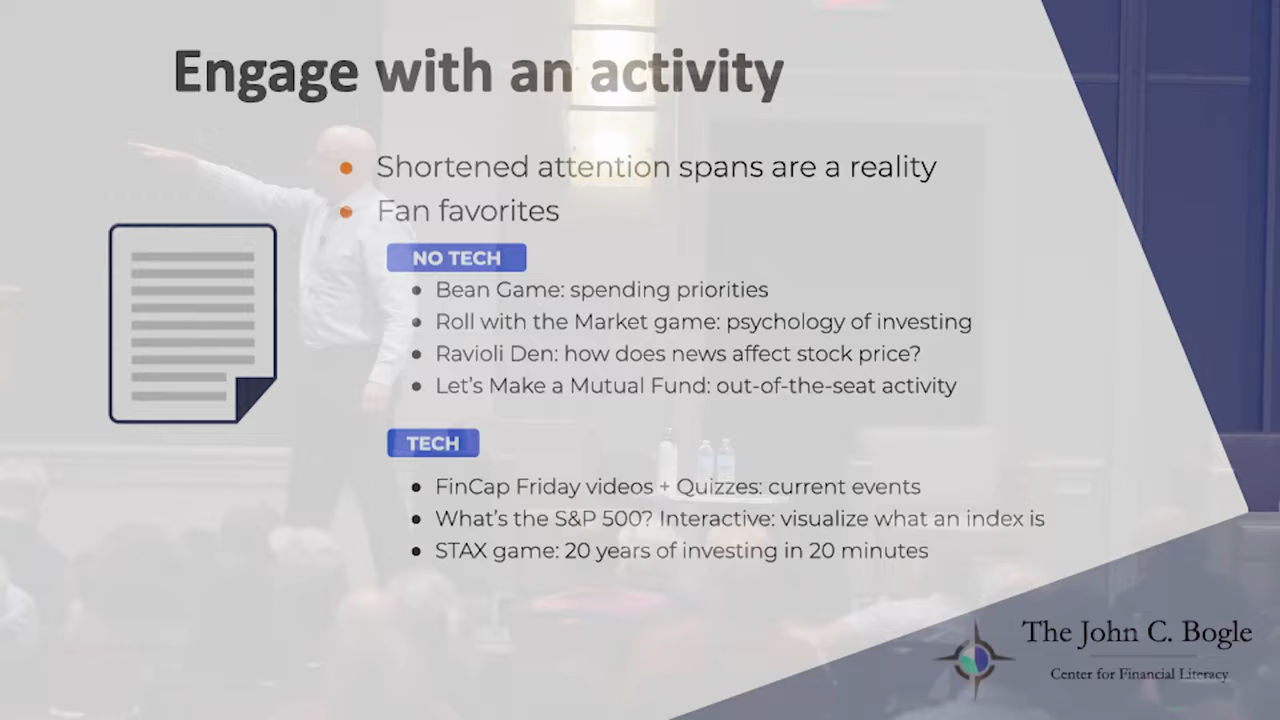 Engage with an activity
Shortened attention spans are a reality
Fan favorites
NO TECH
Bean Game: spending priorities
Roll with the Market game: psychology of investing
Ravioli Den: how does news affect stock price?
Let's Make a Mutual Fund: out-of-the-seat activity
TECH
FinCap Friday videos + Quizzes: current events
What's the S&P 500? Interactive: visualize what an index is
STAX game: 20 years of investing in 20 minutes
The John C. Bogle
Center for Financial Literacy